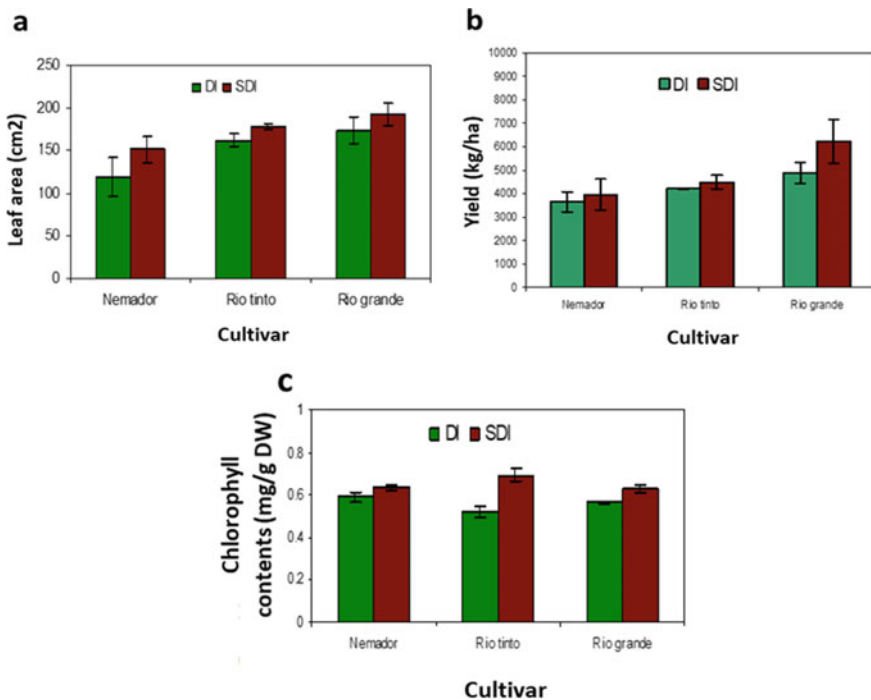 a
250
200
150
100
50
0
Leaf area (cm2)
DI SDI
Nemador Rio tinto Rio grande
Cultivar
b
10000
9000
8000
7000
6000
5000
4000
3000
2000
1000
0
Yield (kg/ha)
DI SDI
Nemador Rio tinto Rio grande
Cultivar
c
1
0.8
0.6
0.4
0.2
0
Chlorophyll
contents (mg/g DW)
DI SDI
Nemador Rio tinto Rio grande
Cultivar